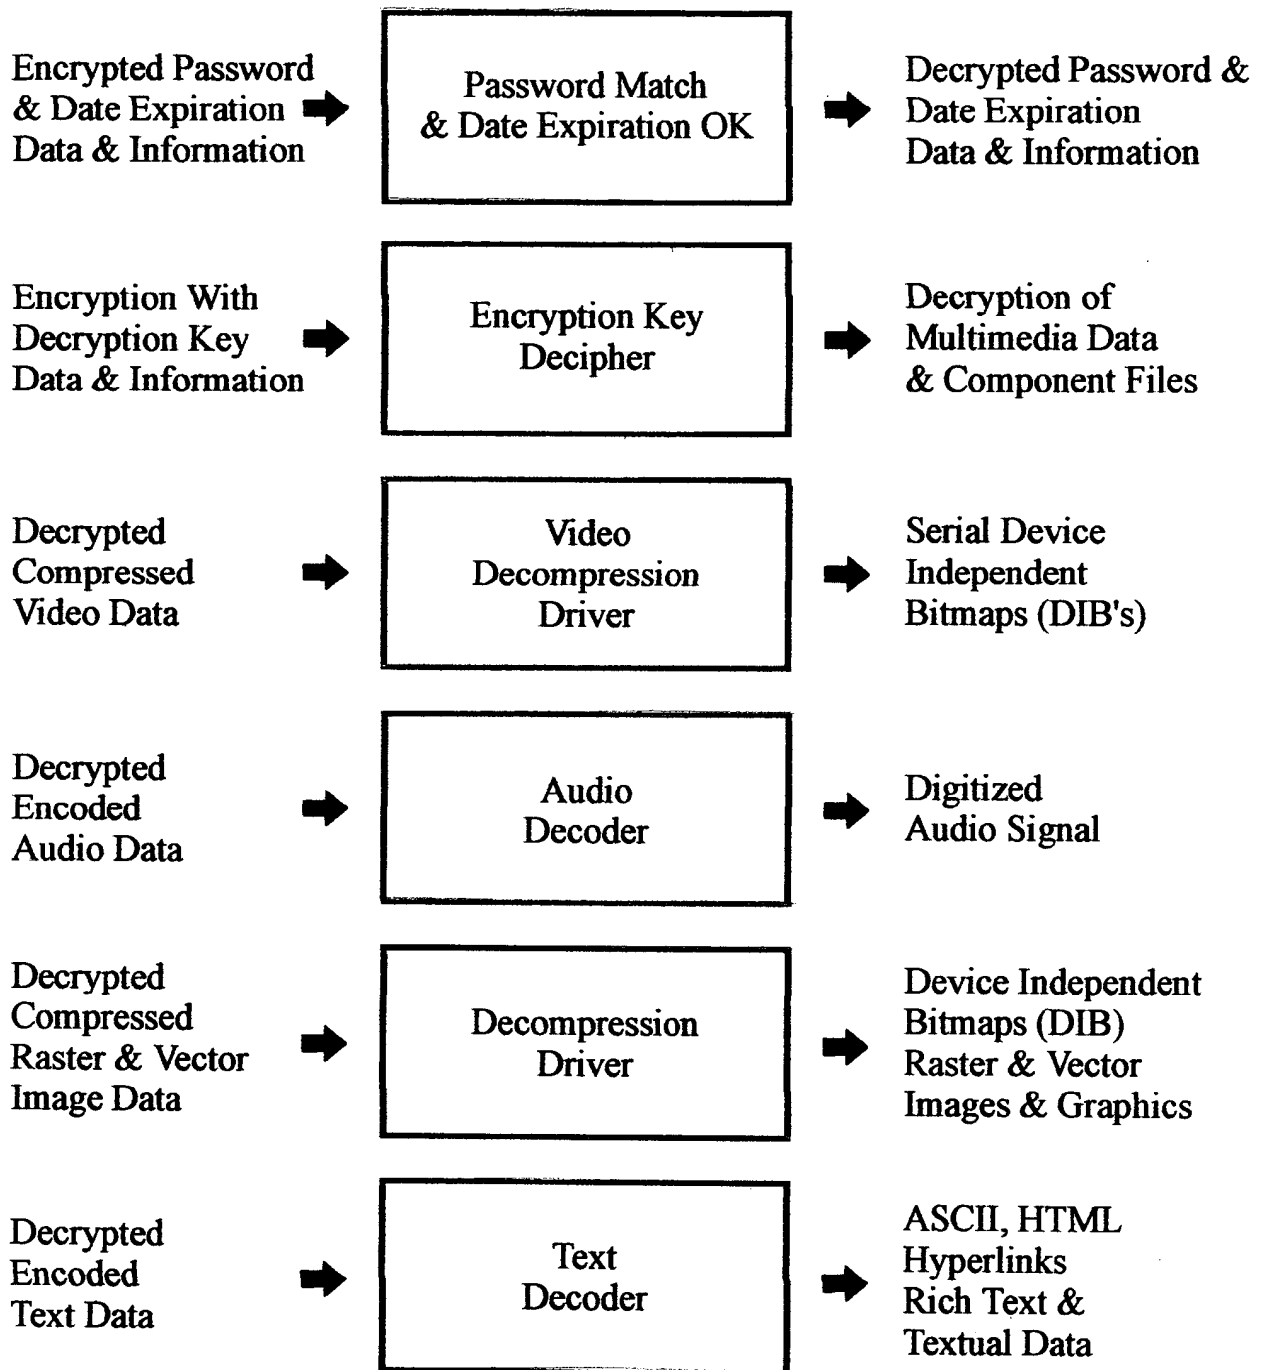 Encrypted Password
& Date Expiration
Data & Information
Password Match
& Date Expiration OK
Decrypted Password &
Date Expiration
Data & Information
Encryption With
Decryption Key
Data & Information
Encryption Key
Decipher
Decryption of
Multimedia Data
& Component Files
Decrypted
Compressed
Video Data
Video
Decompression
Driver
Serial Device
Independent
Bitmaps (DIB's)
Decrypted
Encoded
Audio Data
Audio
Decoder
Digitized
Audio Signal
Decrypted
Compressed
Raster & Vector
Image Data
Decompression
Driver
Device Independent
Bitmaps (DIB)
Raster & Vector
Images & Graphics
Decrypted
Encoded
Text Data
Text
Decoder
ASCII, HTML
Hyperlinks
Rich Text &
Textual Data